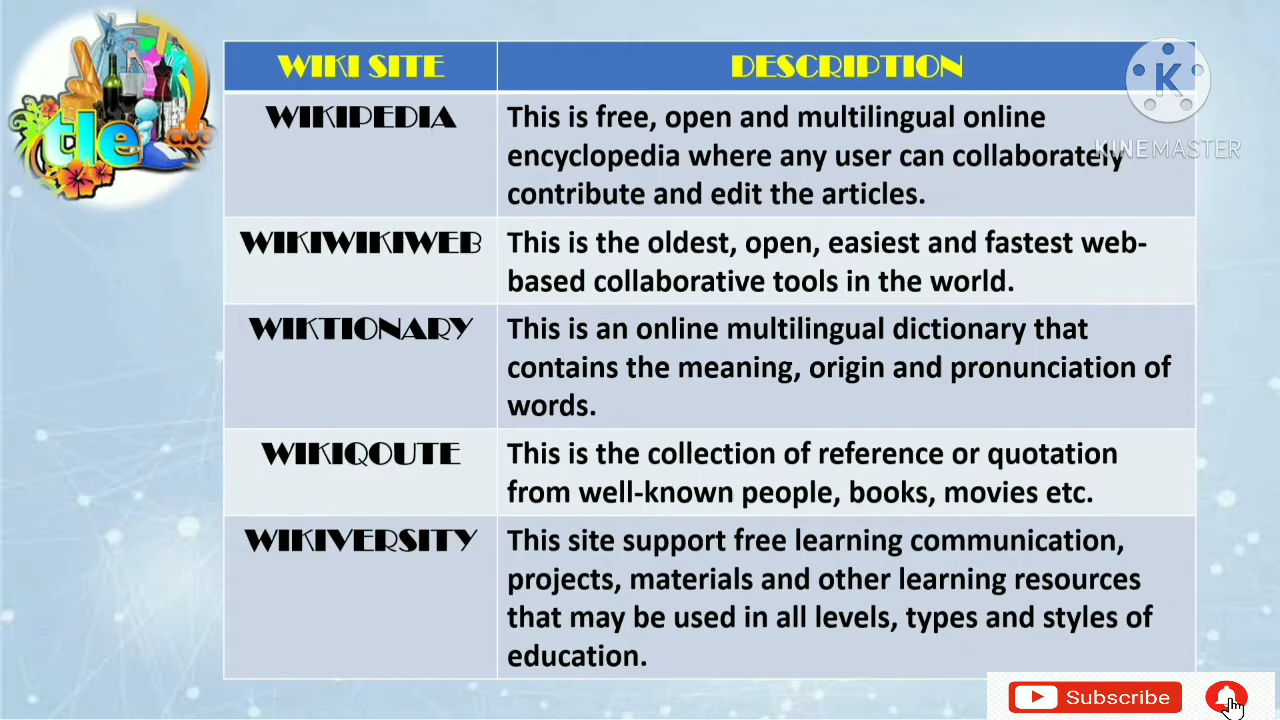 WIKI SITE
DESCRIPTION
WIKIPEDIA
This is free, open and multilingual online
encyclopedia where any user can collaborately
contribute and edit the articles.
WIKIWIKIWEB
This is the oldest, open, easiest and fastest web-
based collaborative tools in the world.
WIKTIONARY
This is an online multilingual dictionary that
contains the meaning, origin and pronunciation of
words.
WIKIQOUTE
This is the collection of reference or quotation
from well-known people, books, movies etc.
WIKIVERSITY
This site support free learning communication,
projects, materials and other learning resources
that may be used in all levels, types and styles of
education.
tle
club
K
KINEMASTER
Subscribe